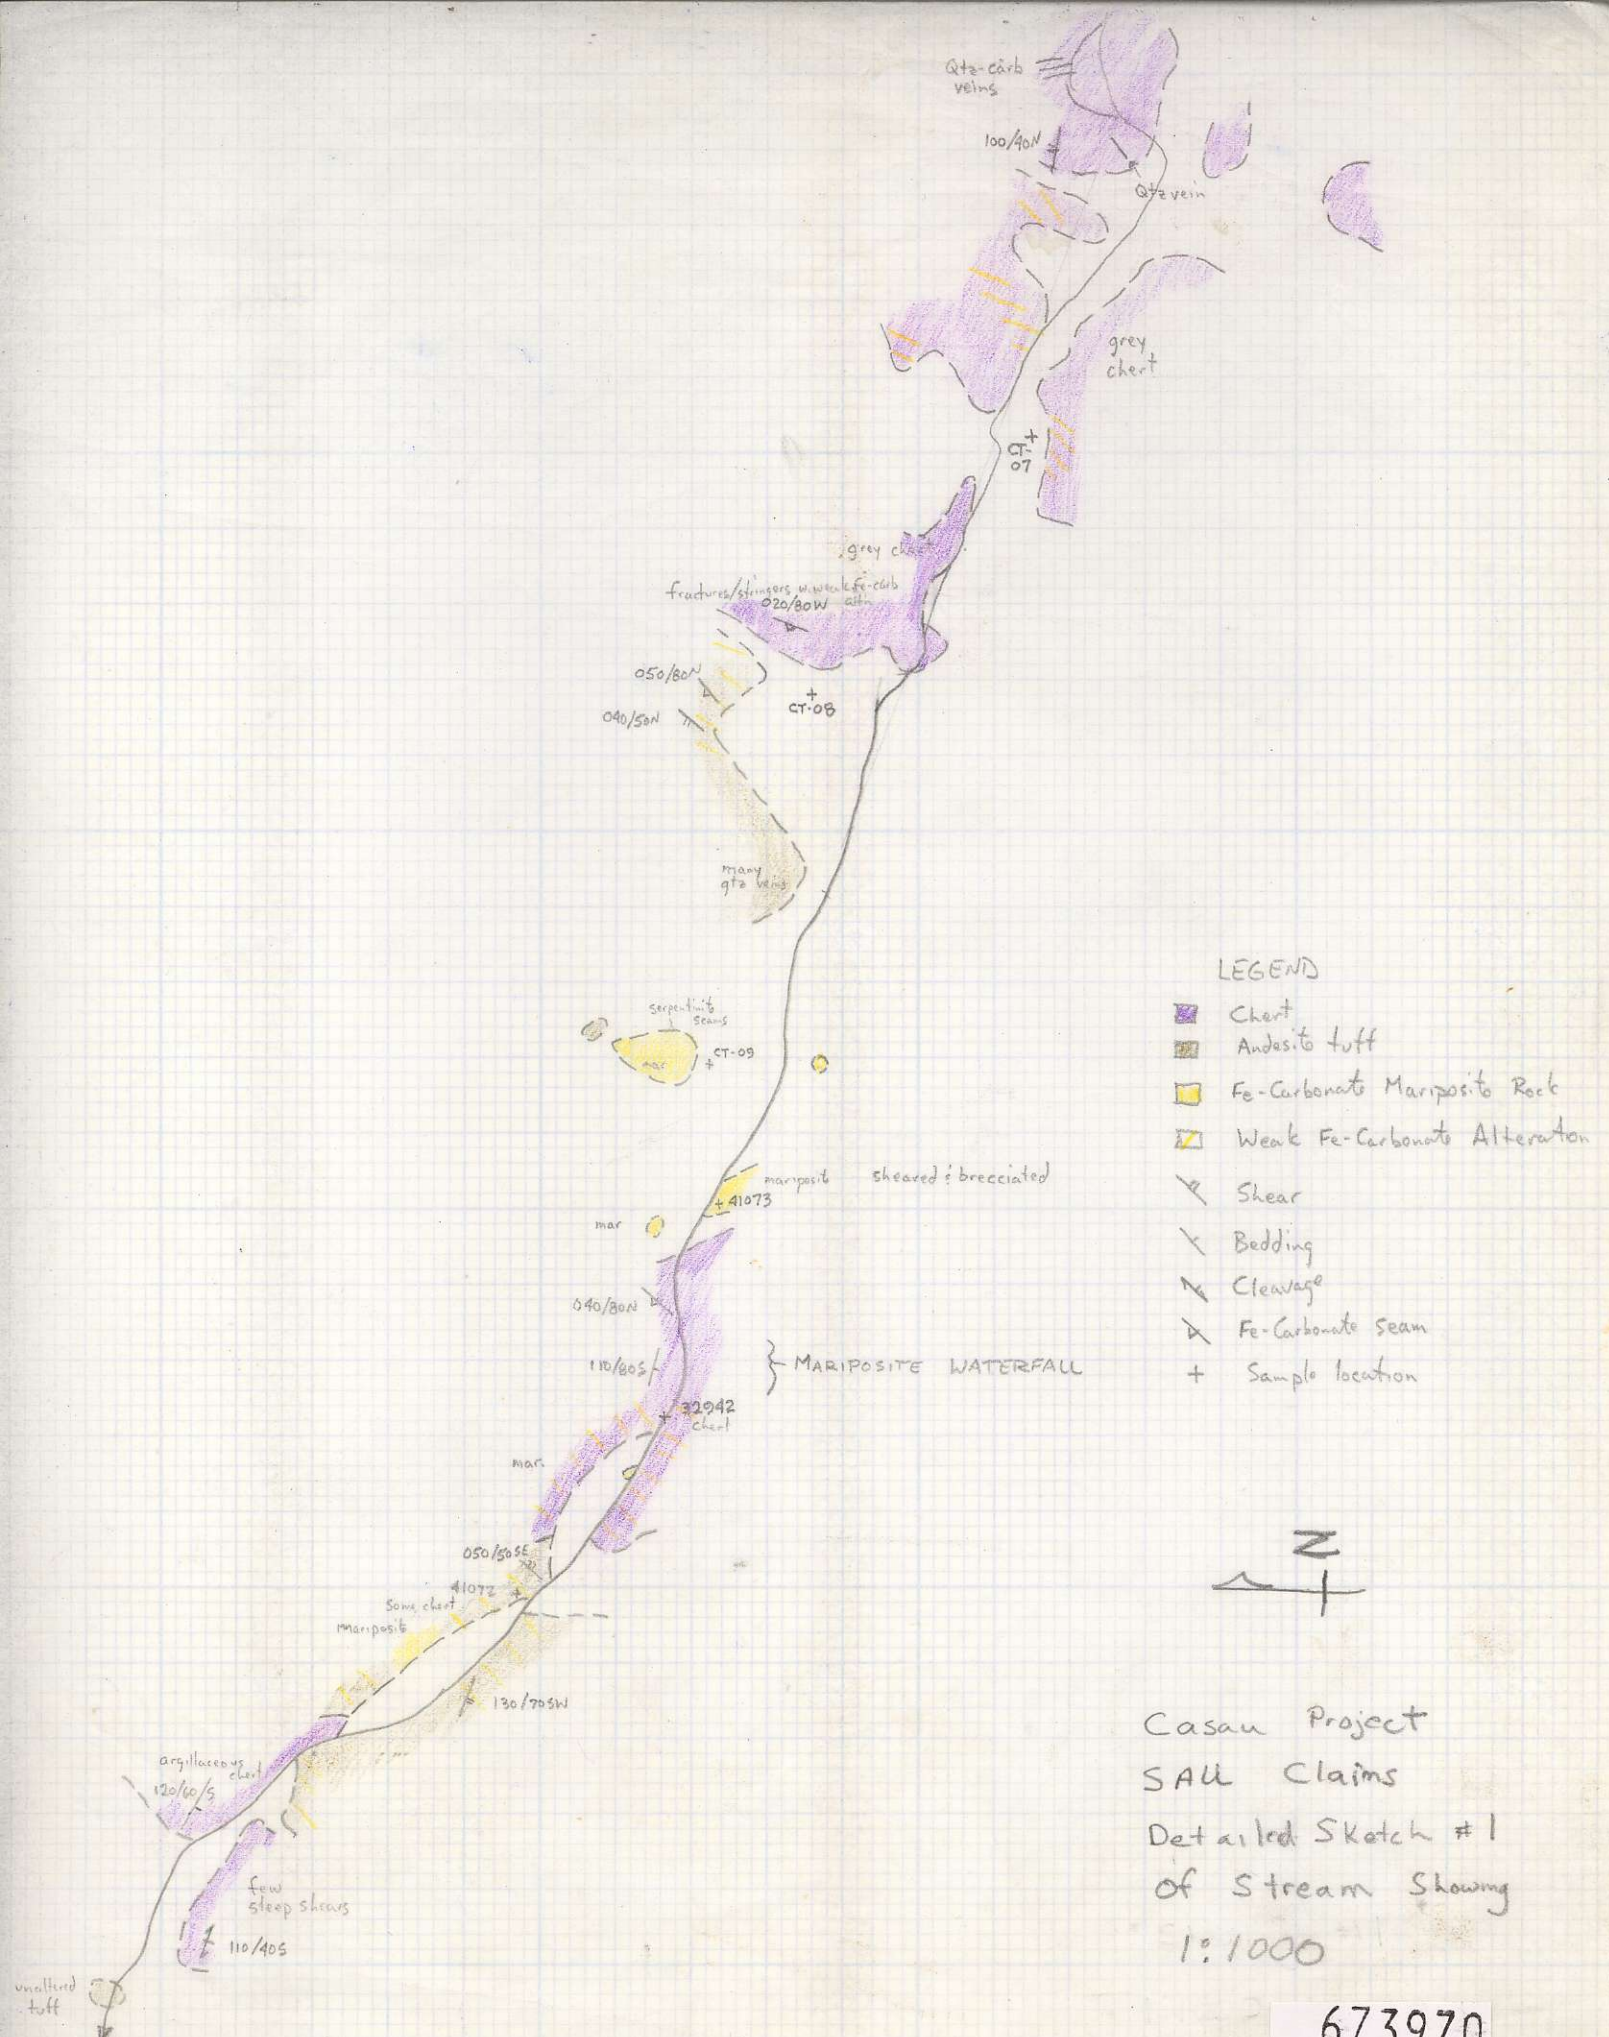 Qtz-carb
veins
100/40N
Qtz vein
grey
chert
CT-
07
grey chert
fractures/stringers w. weak Fe-carb
020/80W altn
050/80N
040/50N
CT-08
many
qtz veins
serpentinite
seams
CT-09
mar
LEGEND
Chert
Andesite tuff
Fe-Carbonate Mariposite Rock
Weak Fe-Carbonate Alteration
Shear
Bedding
Cleavage
Fe-Carbonate seam
Sample location
mariposite sheared & brecciated
41073
mar
040/80N
110/80S
MARIPOSITE WATERFALL
32942
chert
mar.
050/50SE
41072
Some chert
mariposite
130/70SW
N
argillaceous
chert
120/60/S
few
steep shears
110/40S
unaltered
tuff
Casau Project
SAU Claims
Detailed Sketch #1
of Stream Showing
1:1000
673970